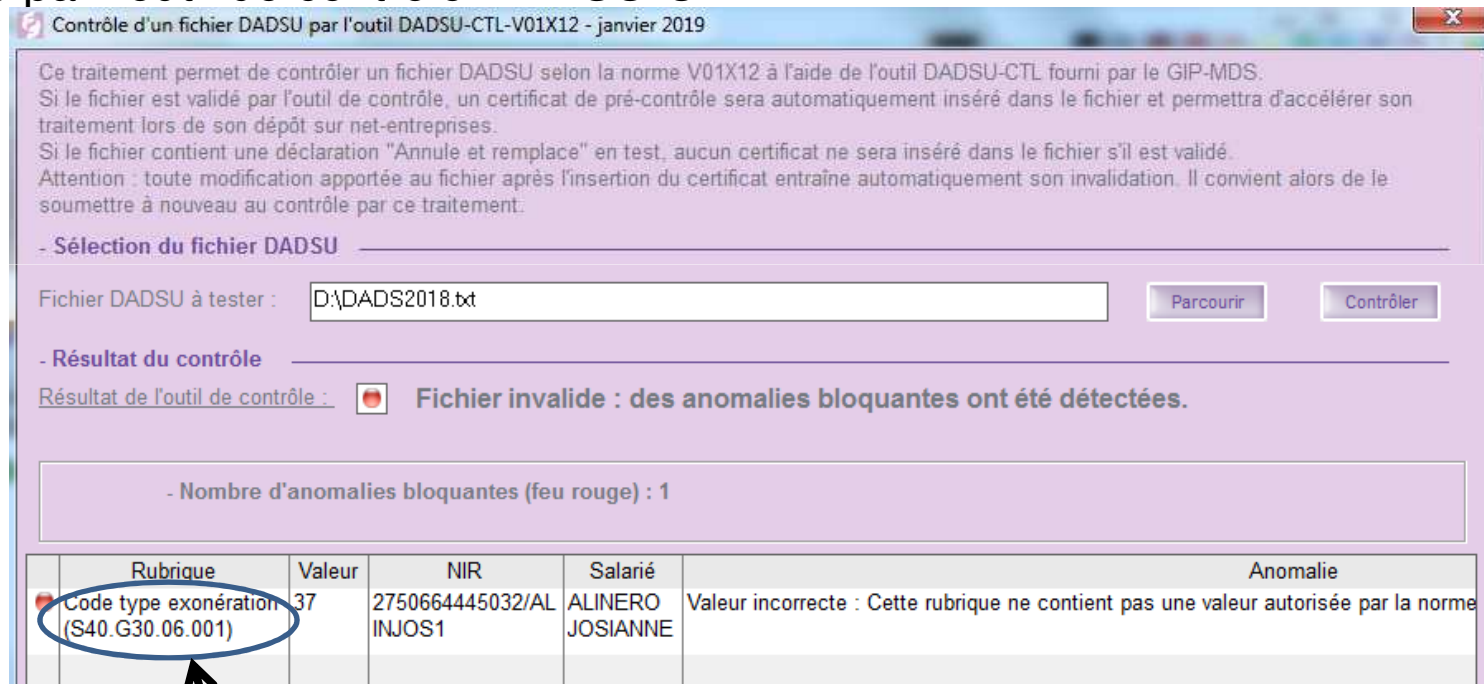 Contrôle d'un fichier DADSU par l'outil DADSU-CTL-V01X12 - janvier 2019
Ce traitement permet de contrôler un fichier DADSU selon la norme V01X12 à l'aide de l'outil DADSU-CTL fourni par le GIP-MDS.
Si le fichier est validé par l'outil de contrôle, un certificat de pré-contrôle sera automatiquement inséré dans le fichier et permettra d'accélérer son
traitement lors de son dépôt sur net-entreprises.
Si le fichier contient une déclaration "Annule et remplace" en test, aucun certificat ne sera inséré dans le fichier s'il est validé.
Attention : toute modification apportée au fichier après l'insertion du certificat entraîne automatiquement son invalidation. Il convient alors de le
soumettre à nouveau au contrôle par ce traitement.
- Sélection du fichier DADSU
Fichier DADSU à tester : D:\DADS2018.txt Parcourir Contrôler
- Résultat du contrôle
Résultat de l'outil de contrôle : Fichier invalide : des anomalies bloquantes ont été détectées.
- Nombre d'anomalies bloquantes (feu rouge) : 1
Rubrique Valeur NIR Salarié Anomalie
Code type exonération 37 2750664445032/AL ALINERO Valeur incorrecte : Cette rubrique ne contient pas une valeur autorisée par la norme
(S40.G30.06.001) INJOS1 JOSIANNE